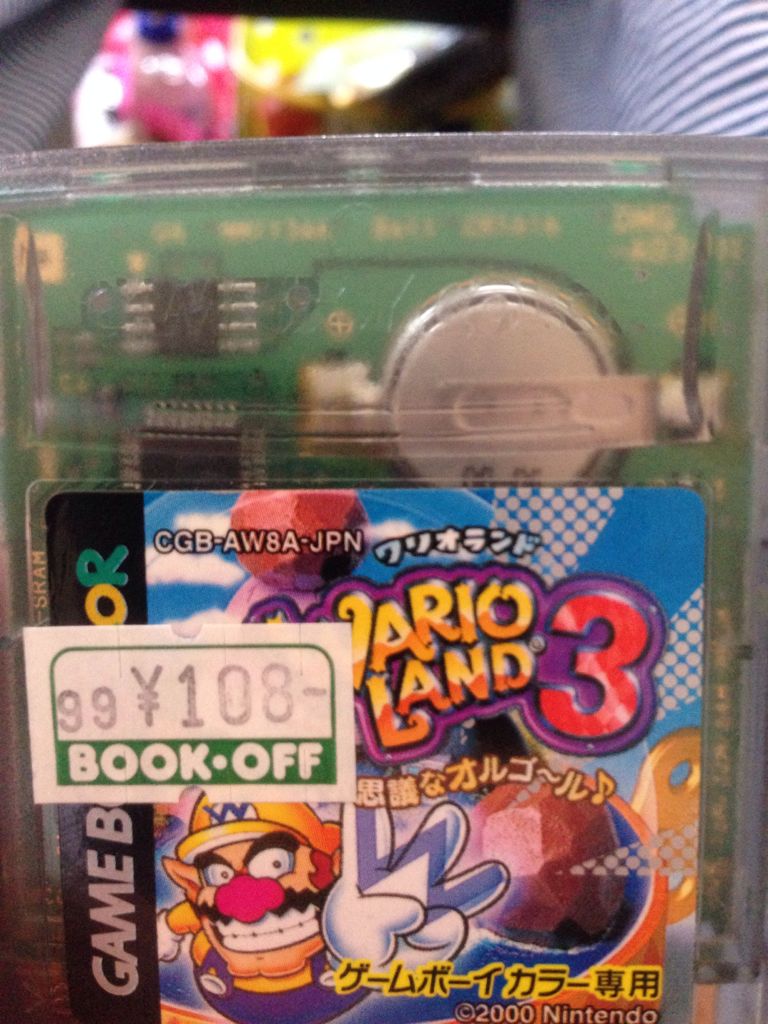 SRAM
CGB-AW8A-JPN ワリオランド
WARIO
LAND® 3
思議なオルゴ〜ル♪
99 ¥108-
BOOK・OFF
GAME B
OR
W
ゲームボーイカラー専用
©2000 Nintendo